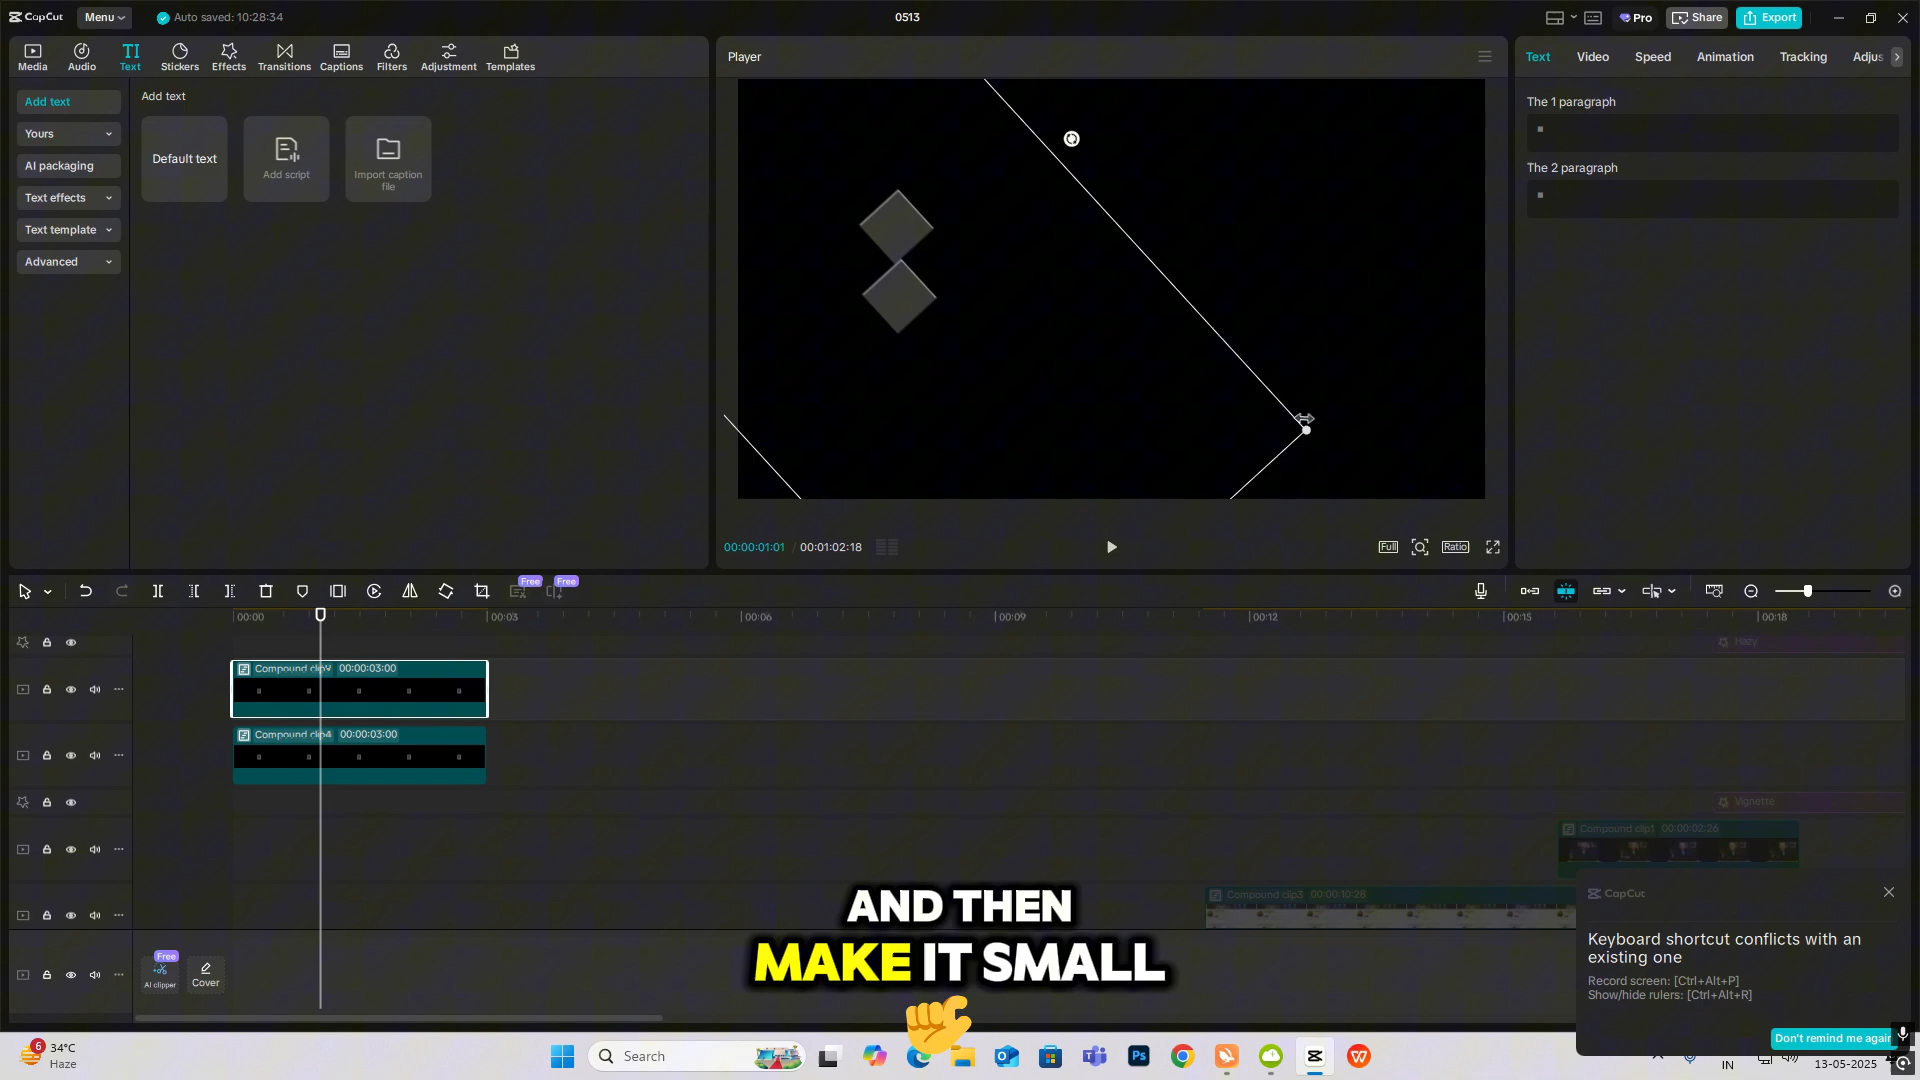 CapCut
Menu
Auto saved: 10:28:34
0513
Pro
Share
Export
Media
Audio
TI
Text
Stickers
Effects
Transitions
Captions
Filters
Adjustment
Templates
Player
Text
Video
Speed
Animation
Tracking
Adjus
Add text
Yours
AI packaging
Text effects
Text template
Advanced
Add text
Default text
Add script
Import caption
file
The 1 paragraph
The 2 paragraph
00:00:01:01 / 00:01:02:18
Full
Ratio
Free
Free
00:00
00:03
00:06
00:09
00:12
00:15
00:18
Hazy
Compound clip9 00:00:03:00
Compound clip4 00:00:03:00
Vignette
Compound clip1 00:00:02:26
Compound clip3 00:00:10:28
Free
AI clipper
Cover
AND THEN
MAKE IT SMALL
CapCut
Keyboard shortcut conflicts with an
existing one
Record screen: [Ctrl+Alt+P]
Show/hide rulers: [Ctrl+Alt+R]
Don't remind me again
6
34°C
Haze
Search
Ps
W
IN
13-05-2025